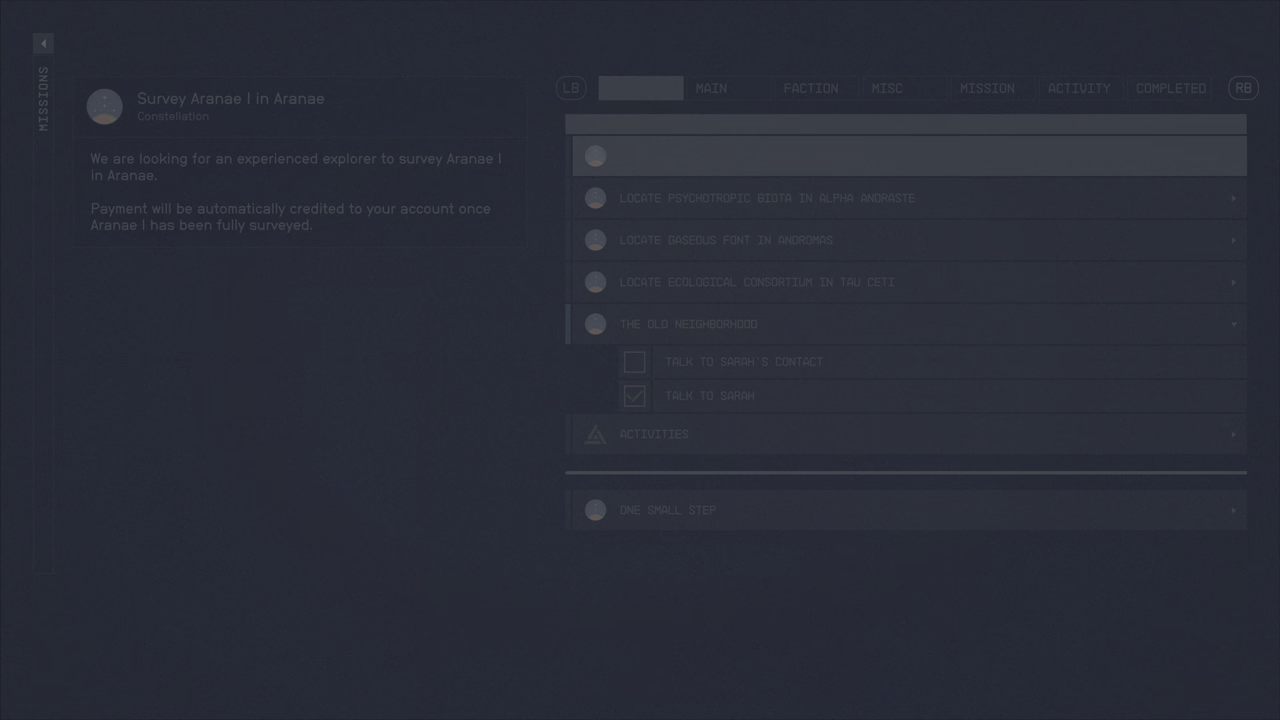 MISSIONS
Survey Aranae I in Aranae
Constellation
We are looking for an experienced explorer to survey Aranae I
in Aranae.
Payment will be automatically credited to your account once
Aranae I has been fully surveyed.
LB MAIN FACTION MISC MISSION ACTIVITY COMPLETED RB
LOCATE PSYCHOTROPIC BIOTA IN ALPHA ANDRASTE
LOCATE GASEOUS FONT IN ANDROMAS
LOCATE ECOLOGICAL CONSORTIUM IN TAU CETI
THE OLD NEIGHBORHOOD
TALK TO SARAH'S CONTACT
TALK TO SARAH
ACTIVITIES
ONE SMALL STEP